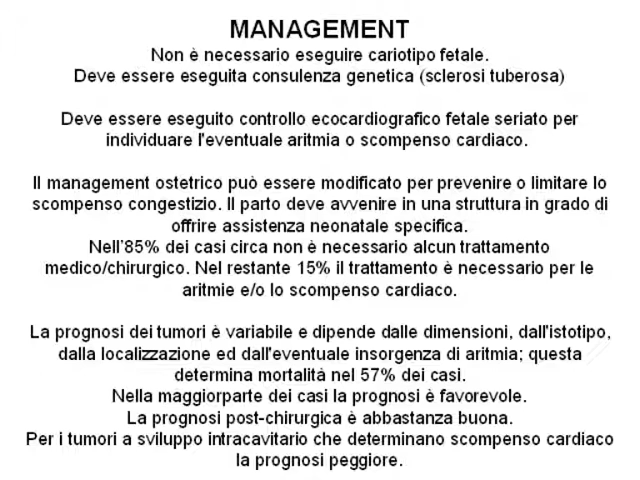 MANAGEMENT
Non è necessario eseguire cariotipo fetale.
Deve essere eseguita consulenza genetica (sclerosi tuberosa)
Deve essere eseguito controllo ecocardiografico fetale seriato per
individuare l'eventuale aritmia o scompenso cardiaco.
Il management ostetrico può essere modificato per prevenire o limitare lo
scompenso congestizio. Il parto deve avvenire in una struttura in grado di
offrire assistenza neonatale specifica.
Nell'85% dei casi circa non è necessario alcun trattamento
medico/chirurgico. Nel restante 15% il trattamento è necessario per le
aritmie e/o lo scompenso cardiaco.
La prognosi dei tumori è variabile e dipende dalle dimensioni, dall'istotipo,
dalla localizzazione ed dall'eventuale insorgenza di aritmia; questa
determina mortalità nel 57% dei casi.
Nella maggiorparte dei casi la prognosi è favorevole.
La prognosi post-chirurgica è abbastanza buona.
Per i tumori a sviluppo intracavitario che determinano scompenso cardiaco
la prognosi peggiore.